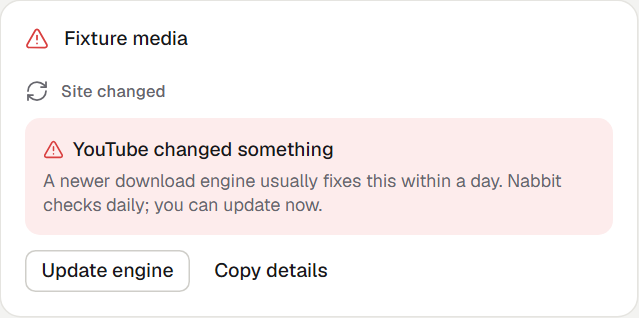 Fixture media
Site changed
YouTube changed something
A newer download engine usually fixes this within a day. Nabbit
checks daily; you can update now.
Update engine
Copy details